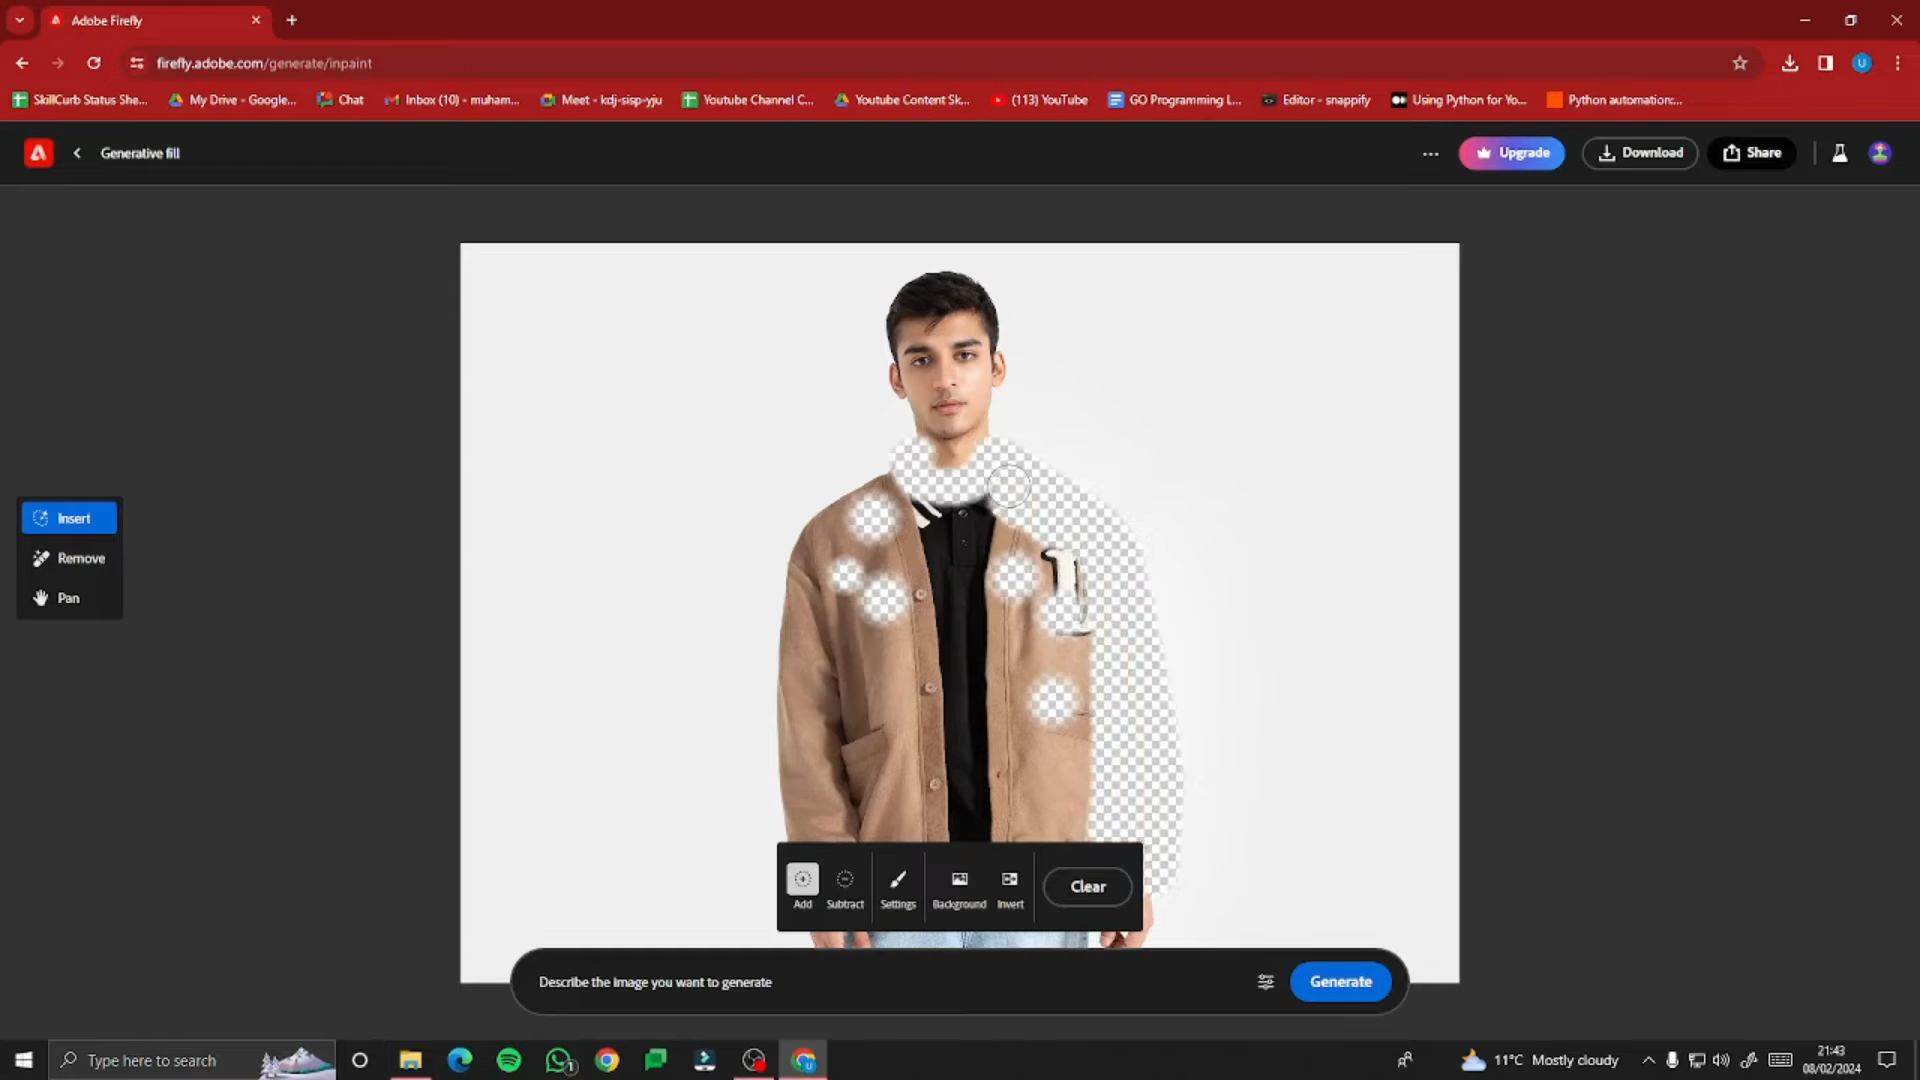 Adobe Firefly
firefly.adobe.com/generate/inpaint
SkillCurb Status She... My Drive - Google... Chat Inbox (10) - muham... Meet - kdj-sisp-yju Youtube Channel C... Youtube Content Sk... (113) YouTube GO Programming L... Editor - snappify Using Python for Yo... Python automation:...
Generative fill ... Upgrade Download Share
Insert
Remove
Pan
Add Subtract Settings Background Invert Clear
Describe the image you want to generate Generate
Type here to search 1 11°C Mostly cloudy 21:43
08/02/2024